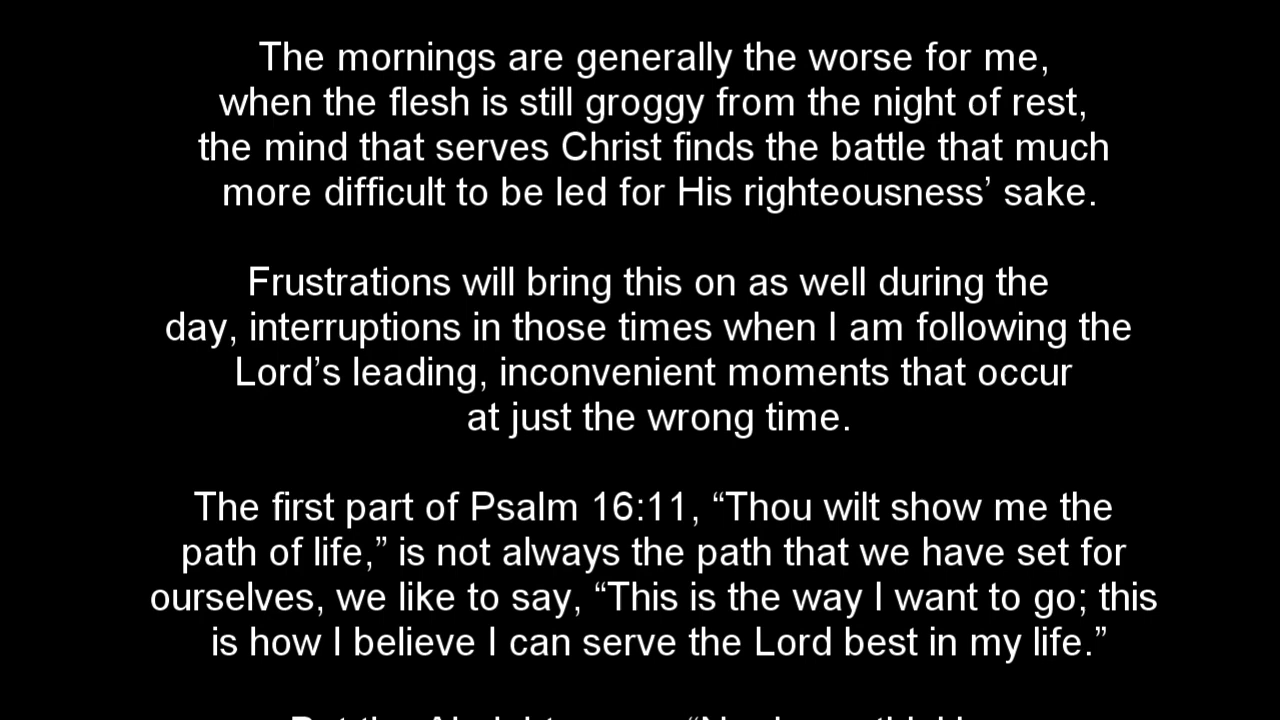 The mornings are generally the worse for me,
when the flesh is still groggy from the night of rest,
the mind that serves Christ finds the battle that much
more difficult to be led for His righteousness’ sake.
Frustrations will bring this on as well during the
day, interruptions in those times when I am following the
Lord’s leading, inconvenient moments that occur
at just the wrong time.
The first part of Psalm 16:11, “Thou wilt show me the
path of life,” is not always the path that we have set for
ourselves, we like to say, “This is the way I want to go; this
is how I believe I can serve the Lord best in my life.”
But the